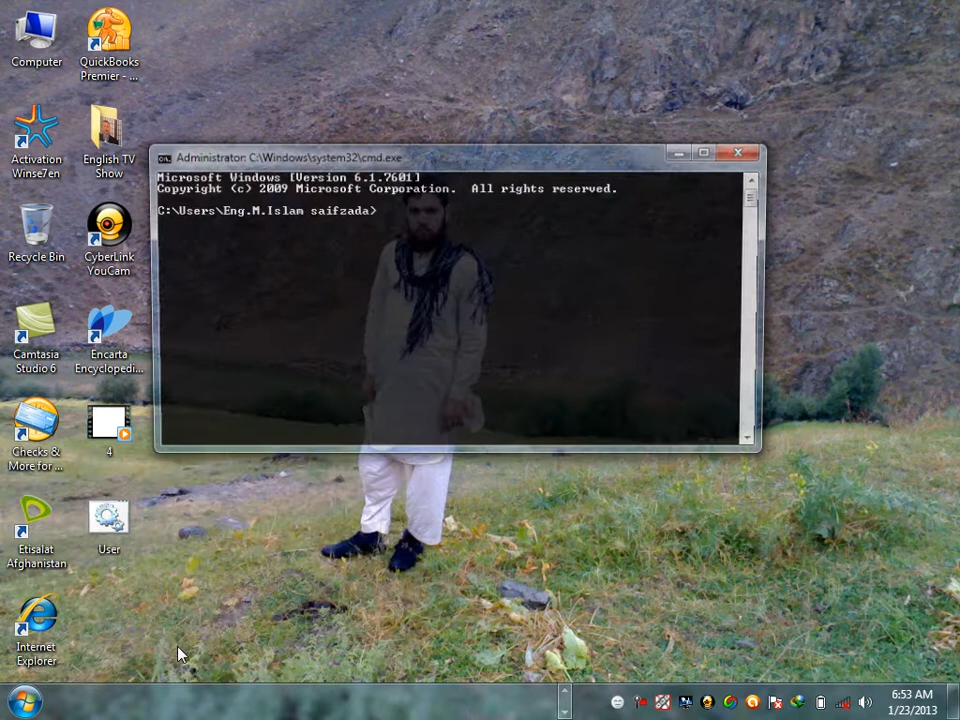 Computer
QuickBooks
Premier - ...
Activation
Winse7en
English TV
Show
Recycle Bin
CyberLink
YouCam
Camtasia
Studio 6
Encarta
Encyclopedi...
Checks &
More for ...
4
Etisalat
Afghanistan
User
Internet
Explorer
Administrator: C:\Windows\system32\cmd.exe
Microsoft Windows [Version 6.1.7601]
Copyright (c) 2009 Microsoft Corporation.  All rights reserved.
C:\Users\Eng.M.Islam saifzada>
6:53 AM
1/23/2013